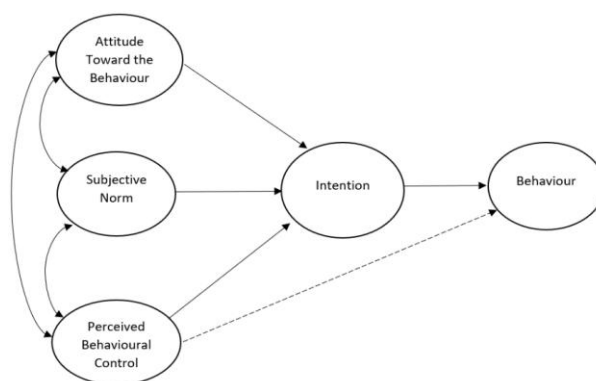 Attitude
Toward the
Behaviour
Subjective
Norm
Intention
Behaviour
Perceived
Behavioural
Control